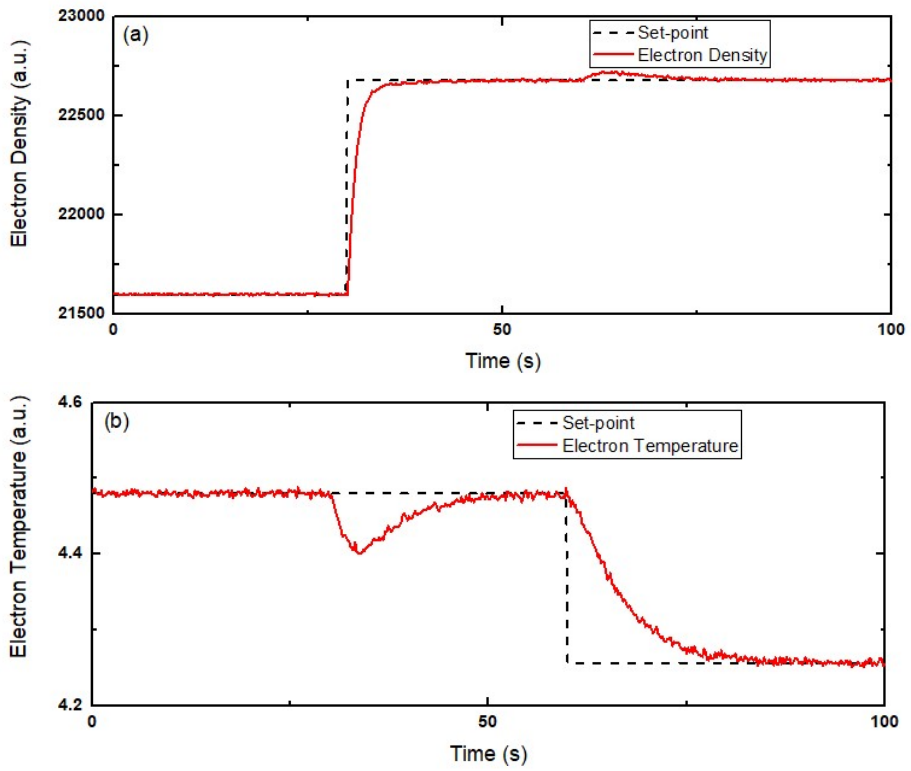 (a)
Set-point
Electron Density
23000
22500
22000
21500
0
50
100
Electron Density (a.u.)
Time (s)
(b)
Set-point
Electron Temperature
4.6
4.4
4.2
0
50
100
Electron Temperature (a.u.)
Time (s)